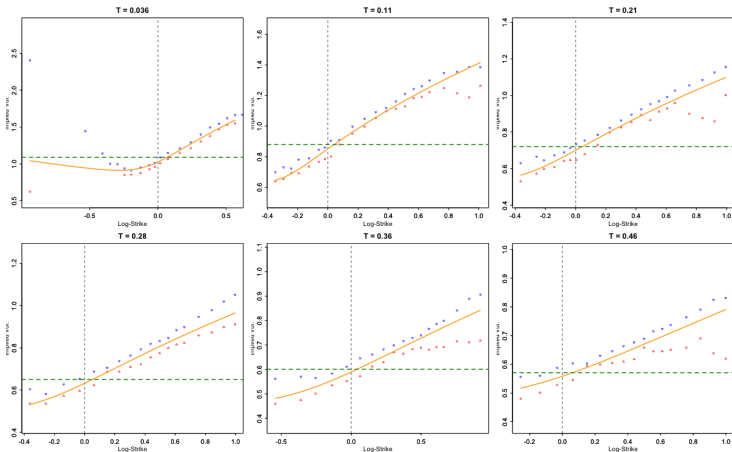 T = 0.036
T = 0.11
T = 0.21
0.5 1.0 1.5 2.0 2.5
0.6 0.8 1.0 1.2 1.4 1.6
0.4 0.6 0.8 1.0 1.2 1.4
-0.5 0.0 0.5
-0.4 -0.2 0.0 0.2 0.4 0.6 0.8 1.0
-0.4 -0.2 0.0 0.2 0.4 0.6 0.8 1.0
Log-Strike
Log-Strike
Log-Strike
T = 0.28
T = 0.36
T = 0.46
0.4 0.6 0.8 1.0 1.2
0.4 0.5 0.6 0.7 0.8 0.9 1.0 1.1
0.4 0.5 0.6 0.7 0.8 0.9 1.0
-0.4 -0.2 0.0 0.2 0.4 0.6 0.8 1.0
-0.5 0.0 0.5
-0.2 0.0 0.2 0.4 0.6 0.8 1.0
Log-Strike
Log-Strike
Log-Strike